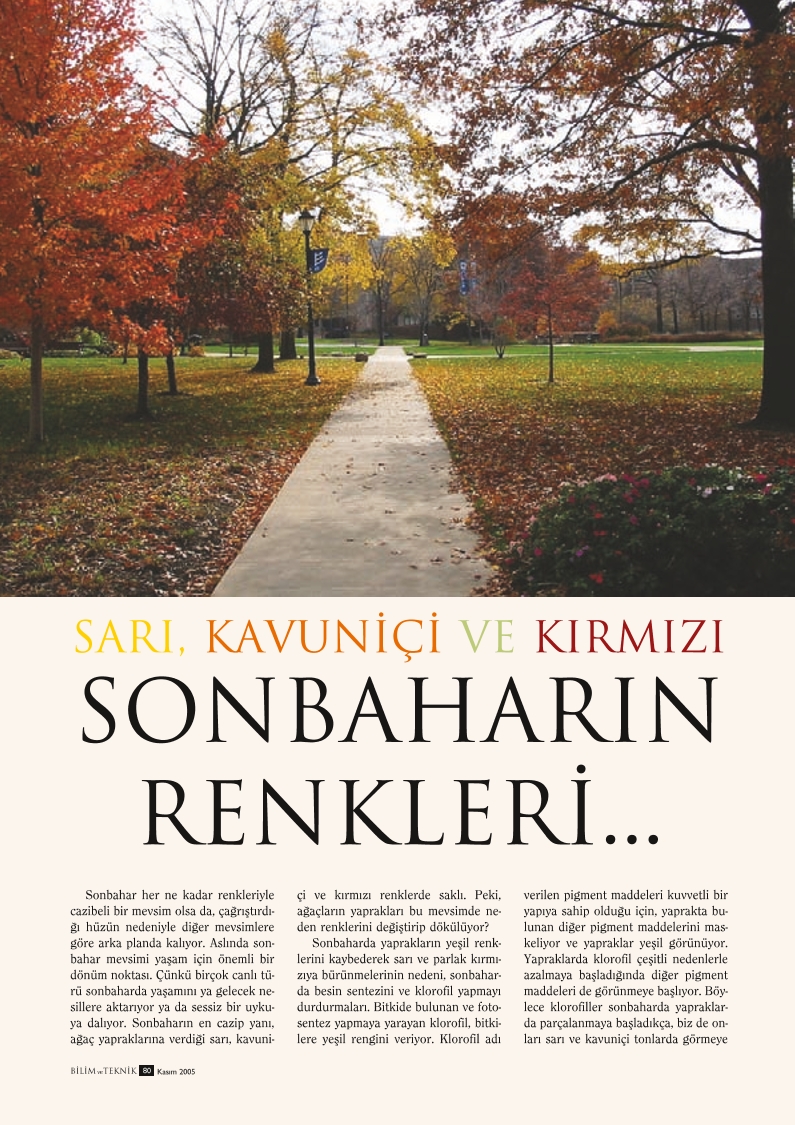 SARI, KAVUNİÇİ VE KIRMIZI
SONBAHARIN
RENKLERİ...
Sonbahar her ne kadar renkleriyle
cazibeli bir mevsim olsa da, çağrıştırdı-
ğı hüzün nedeniyle diğer mevsimlere
göre arka planda kalıyor. Aslında son-
bahar mevsimi yaşam için önemli bir
dönüm noktası. Çünkü birçok canlı tü-
rü sonbaharda yaşamını ya gelecek ne-
sillere aktarıyor ya da sessiz bir uyku-
ya dalıyor. Sonbaharın en cazip yanı,
ağaç yapraklarına verdiği sarı, kavuni-
çi ve kırmızı renklerde saklı. Peki,
ağaçların yaprakları bu mevsimde ne-
den renklerini değiştirip dökülüyor?
Sonbaharda yaprakların yeşil renk-
lerini kaybederek sarı ve parlak kırmı-
zıya bürünmelerinin nedeni, sonbahar-
da besin sentezini ve klorofil yapmayı
durdurmaları. Bitkide bulunan ve foto-
sentez yapmaya yarayan klorofil, bitki-
lere yeşil rengini veriyor. Klorofil adı
verilen pigment maddeleri kuvvetli bir
yapıya sahip olduğu için, yaprakta bu-
lunan diğer pigment maddelerini mas-
keliyor ve yapraklar yeşil görünüyor.
Yapraklarda klorofil çeşitli nedenlerle
azalmaya başladığında diğer pigment
maddeleri de görünmeye başlıyor. Böy-
lece klorofiller sonbaharda yapraklar-
da parçalanmaya başladıkça, biz de on-
ları sarı ve kavuniçi tonlarda görmeye
BİLİM ve TEKNİK 80 Kasım 2005